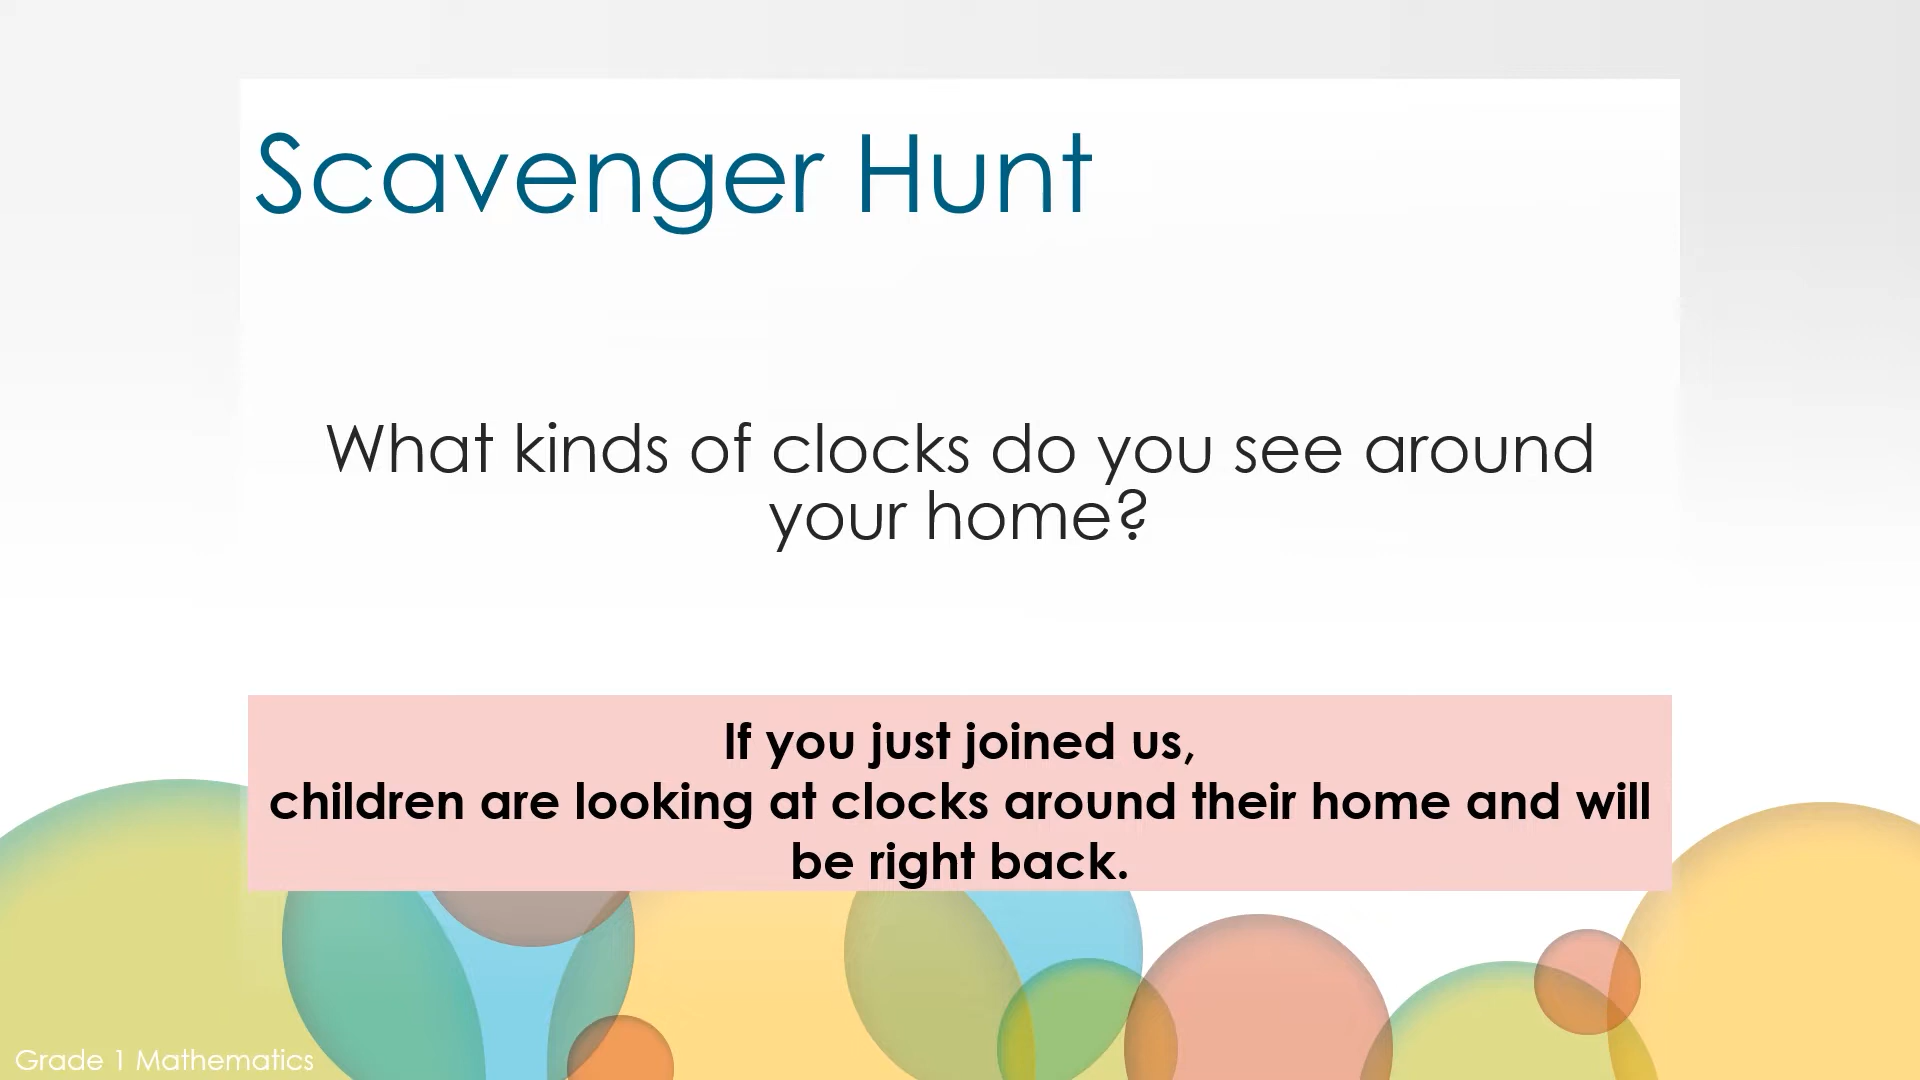 Scavenger Hunt
What kinds of clocks do you see around
your home?
If you just joined us,
children are looking at clocks around their home and will
be right back.
Grade 1 Mathematics